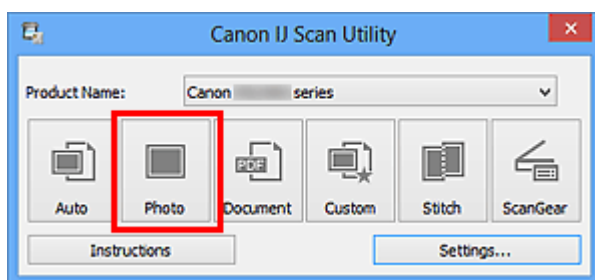 Canon IJ Scan Utility
Product Name: Canon series
PDF
Auto Photo Document Custom Stitch ScanGear
Instructions Settings...